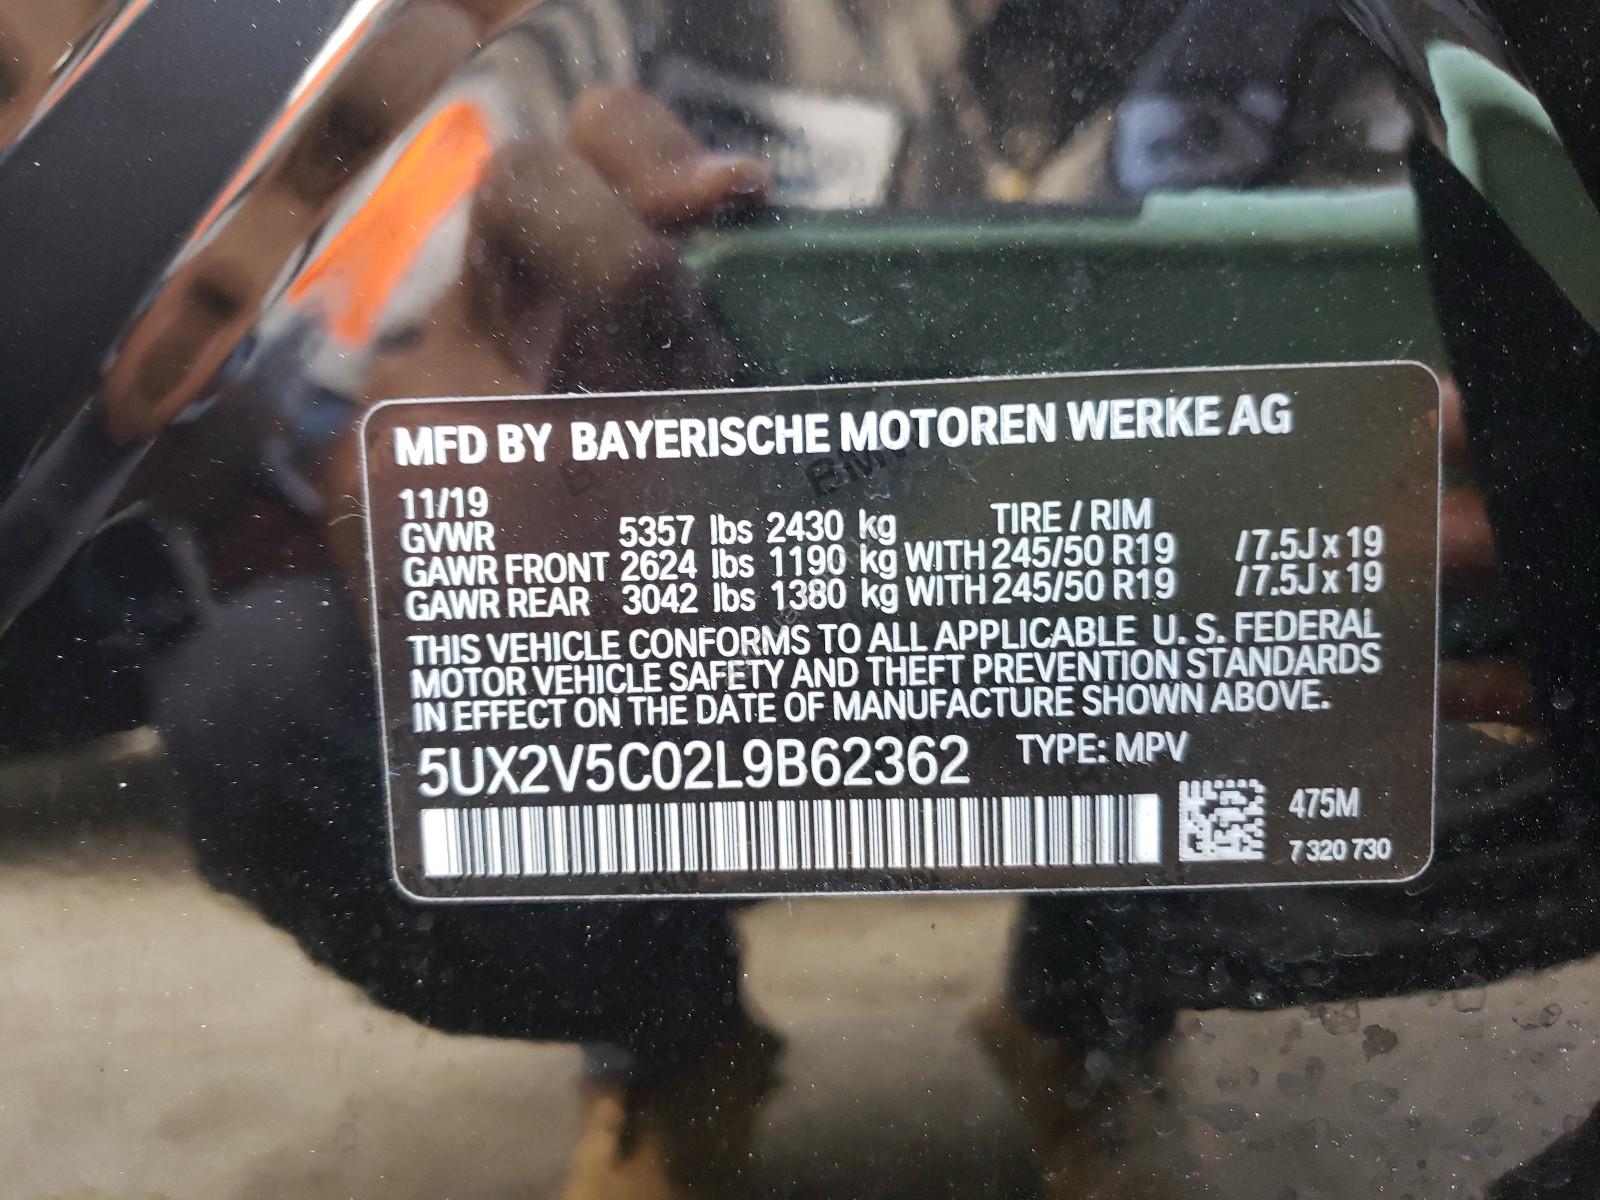 MFD BY BAYERISCHE MOTOREN WERKE AG
11/19
GVWR 5357 lbs 2430 kg TIRE / RIM
GAWR FRONT 2624 lbs 1190 kg WITH 245/50 R19 /7.5J x 19
GAWR REAR 3042 lbs 1380 kg WITH 245/50 R19 /7.5J x 19
THIS VEHICLE CONFORMS TO ALL APPLICABLE U. S. FEDERAL
MOTOR VEHICLE SAFETY AND THEFT PREVENTION STANDARDS
IN EFFECT ON THE DATE OF MANUFACTURE SHOWN ABOVE.
5UX2V5C02L9B62362 TYPE: MPV
475M
7 320 730